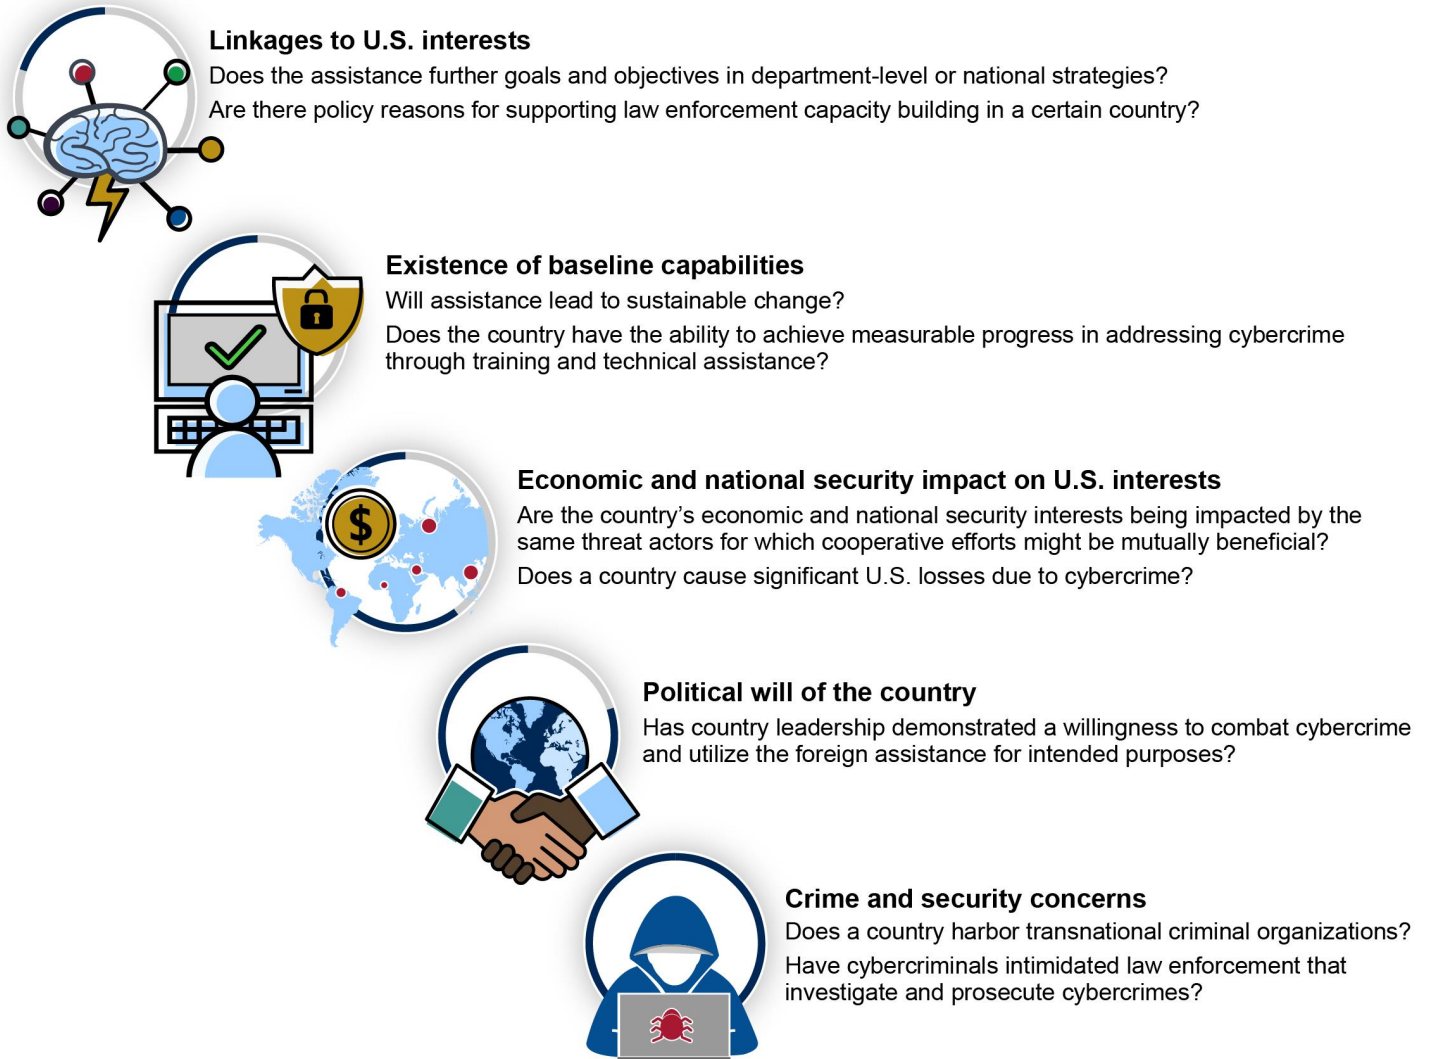 Linkages to U.S. interests
Does the assistance further goals and objectives in department-level or national strategies?
Are there policy reasons for supporting law enforcement capacity building in a certain country?
Existence of baseline capabilities
Will assistance lead to sustainable change?
Does the country have the ability to achieve measurable progress in addressing cybercrime
through training and technical assistance?
$
Economic and national security impact on U.S. interests
Are the country’s economic and national security interests being impacted by the
same threat actors for which cooperative efforts might be mutually beneficial?
Does a country cause significant U.S. losses due to cybercrime?
Political will of the country
Has country leadership demonstrated a willingness to combat cybercrime
and utilize the foreign assistance for intended purposes?
Crime and security concerns
Does a country harbor transnational criminal organizations?
Have cybercriminals intimidated law enforcement that
investigate and prosecute cybercrimes?